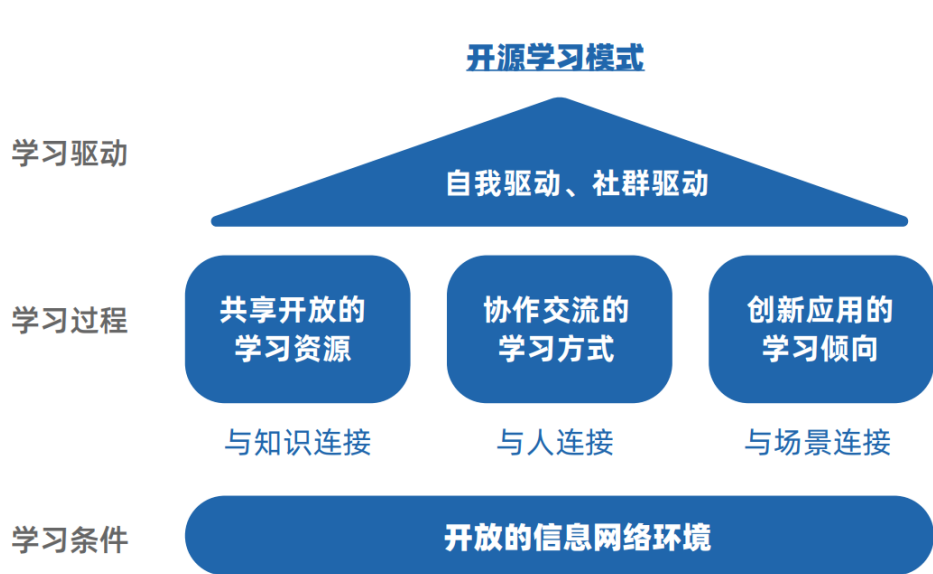 开源学习模式
学习驱动
自我驱动、社群驱动
学习过程
共享开放的
学习资源
协作交流的
学习方式
创新应用的
学习倾向
与知识连接
与人连接
与场景连接
学习条件
开放的信息网络环境